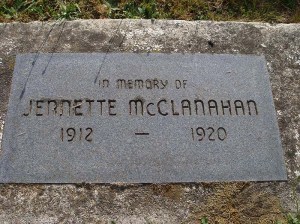 IN MEMORY OF
JENNETTE McCLANAHAN
1912 — 1920